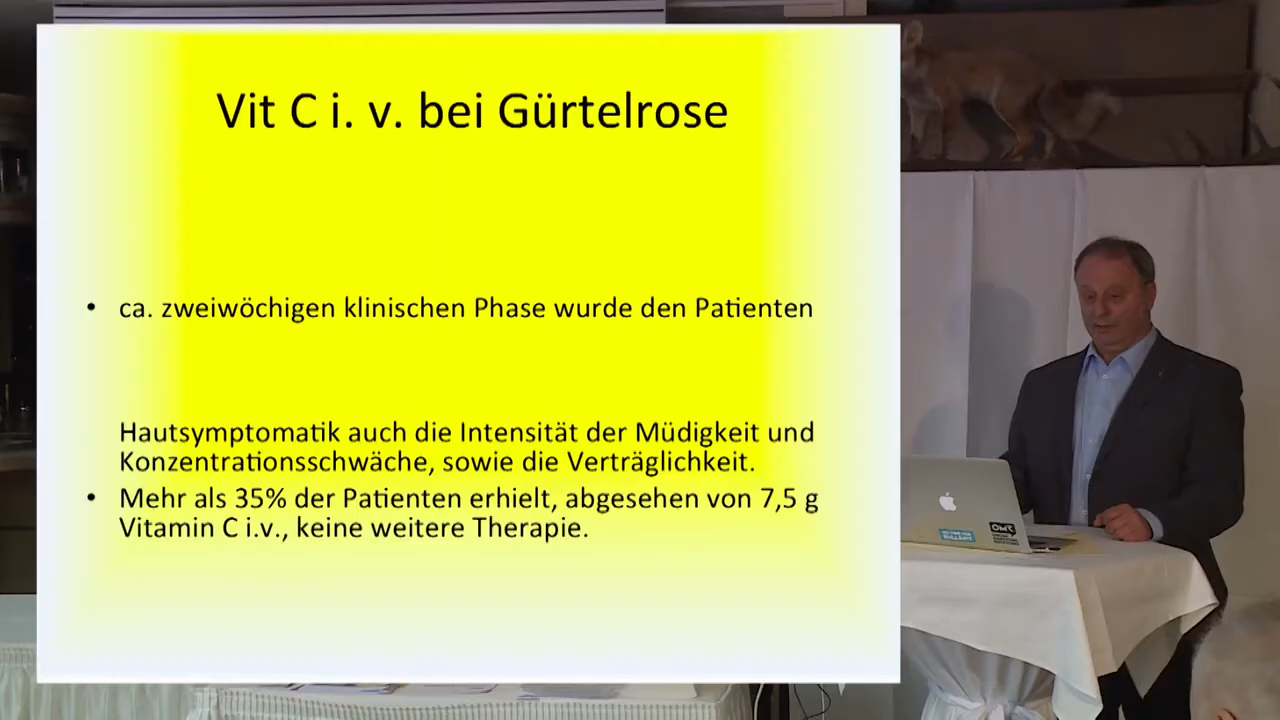 Vit C i. v. bei Gürtelrose
• ca. zweiwöchigen klinischen Phase wurde den Patienten
Hautsymptomatik auch die Intensität der Müdigkeit und
Konzentrationsschwäche, sowie die Verträglichkeit.
• Mehr als 35% der Patienten erhielt, abgesehen von 7,5 g
Vitamin C i.v., keine weitere Therapie.
OMR